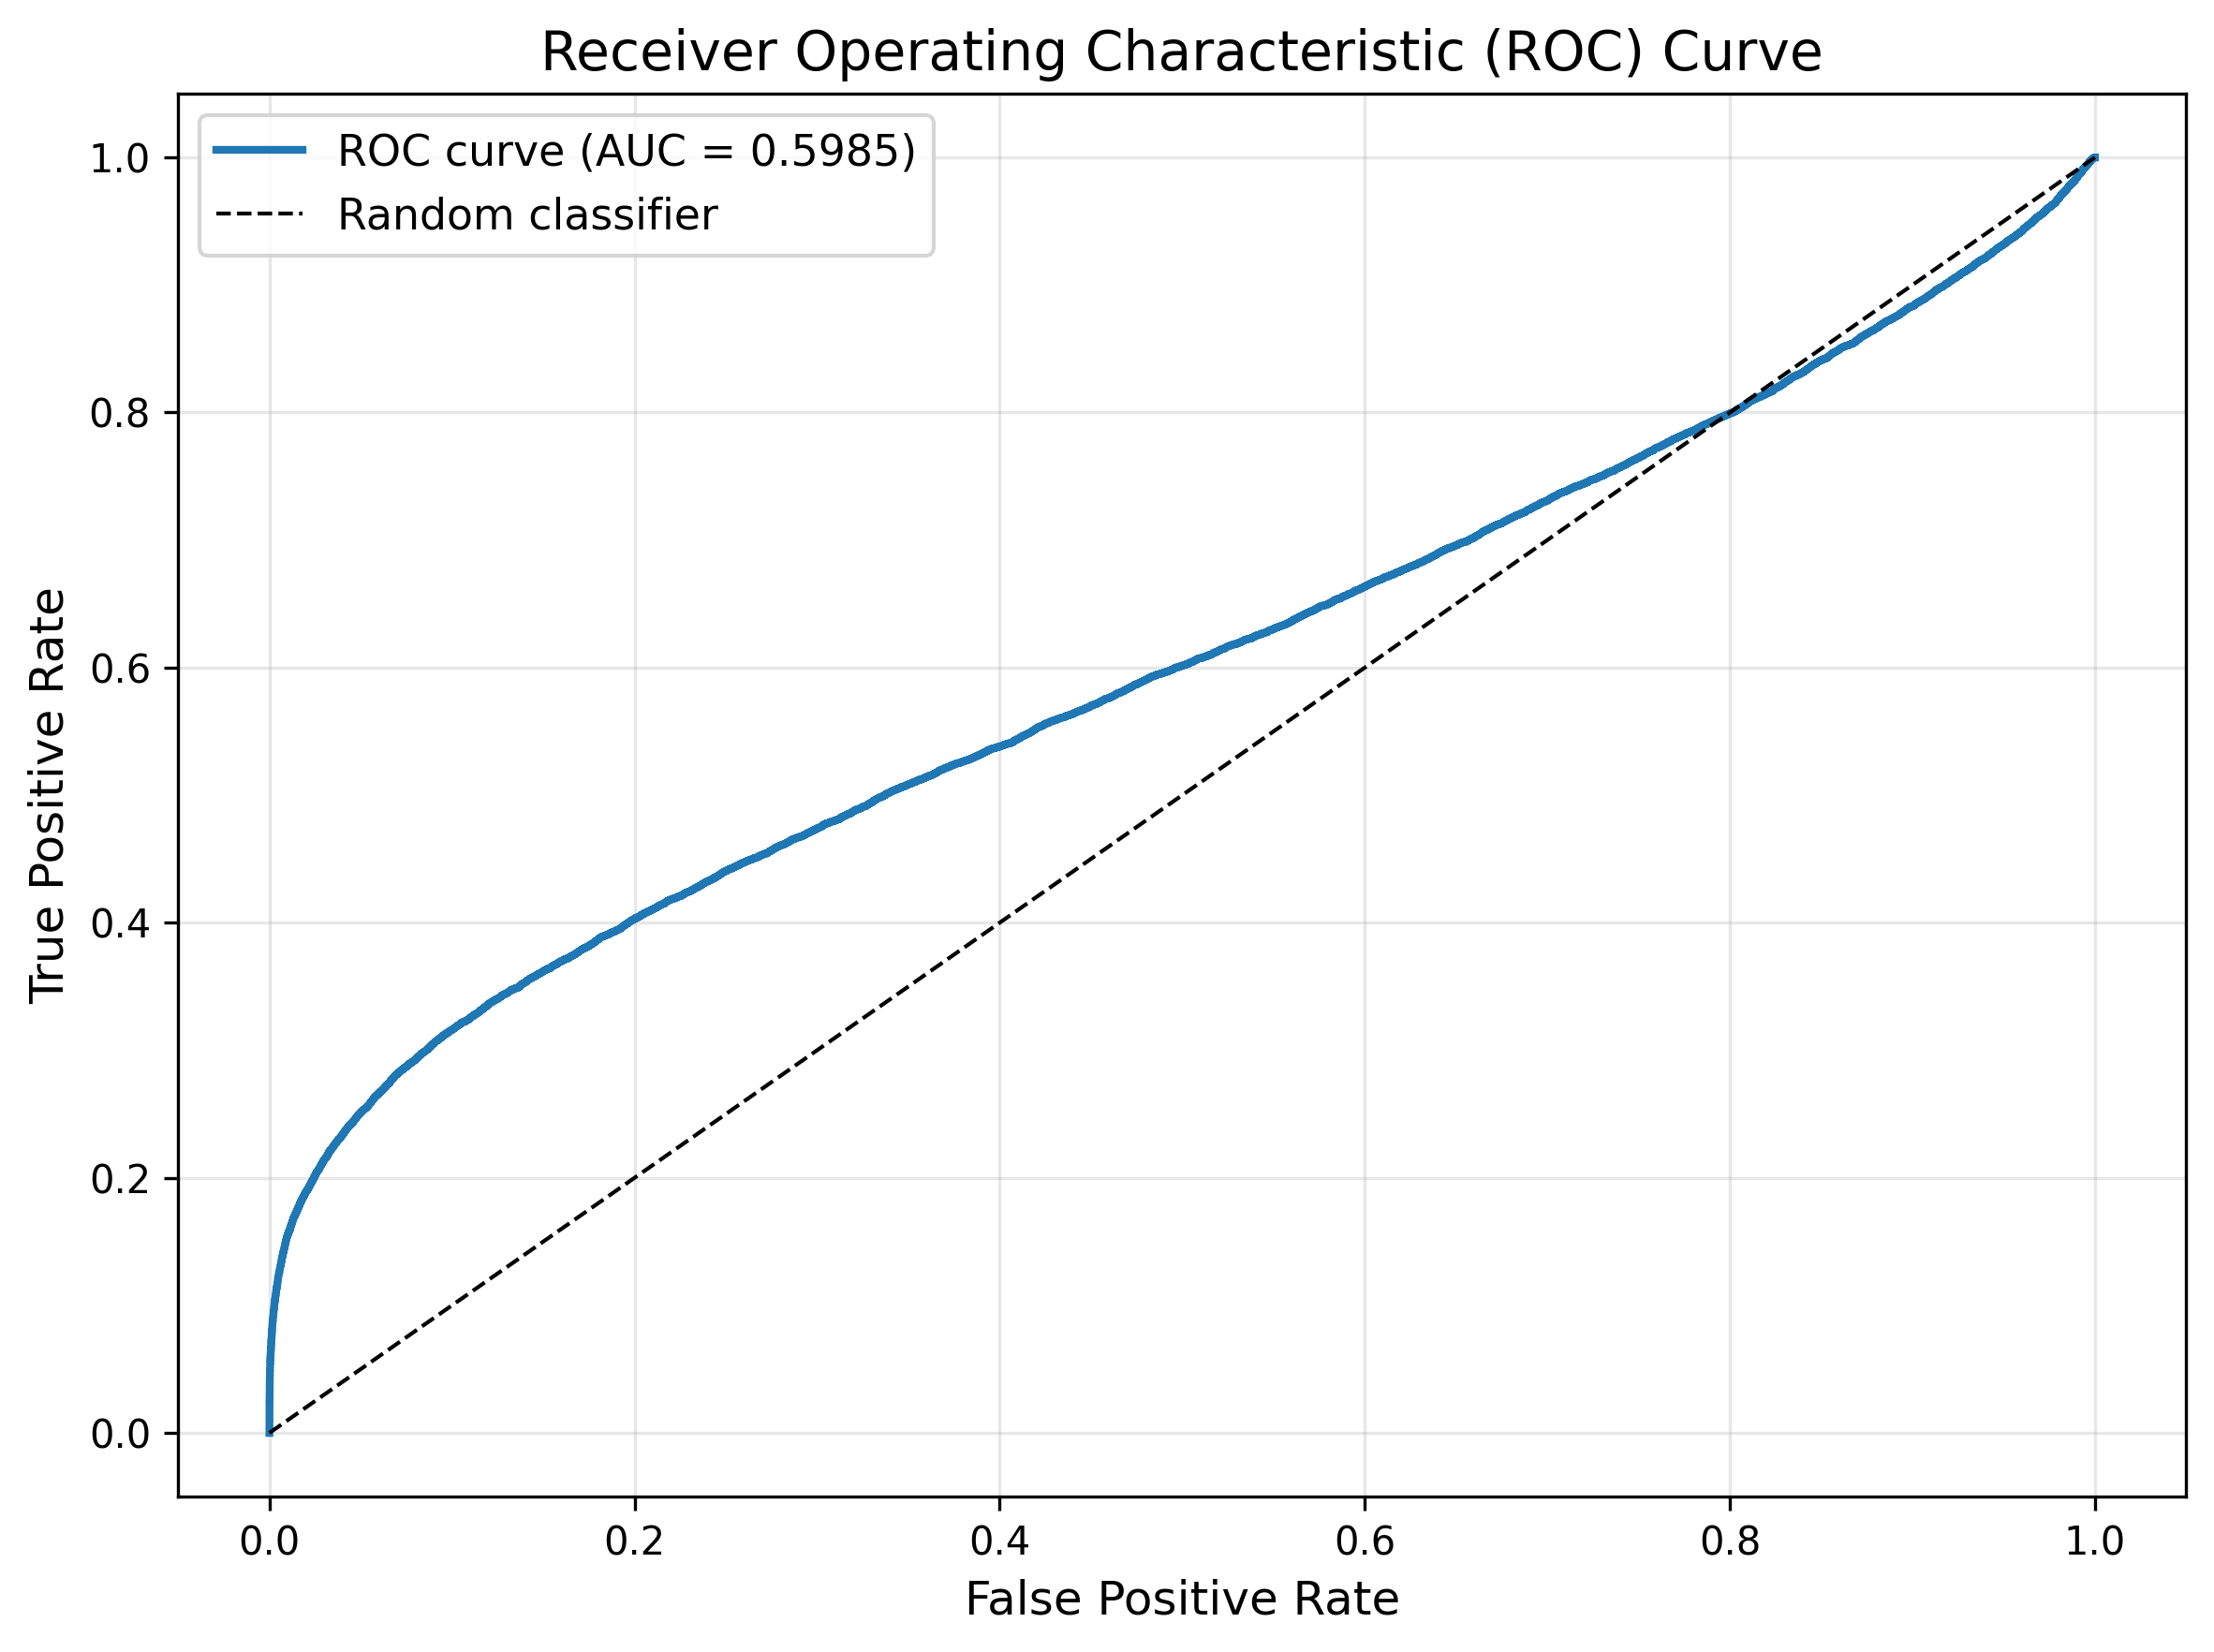 Receiver Operating Characteristic (ROC) Curve
ROC curve (AUC = 0.5985)
Random classifier
1.0
0.8
0.6
0.4
0.2
0.0
True Positive Rate
0.0 0.2 0.4 0.6 0.8 1.0
False Positive Rate